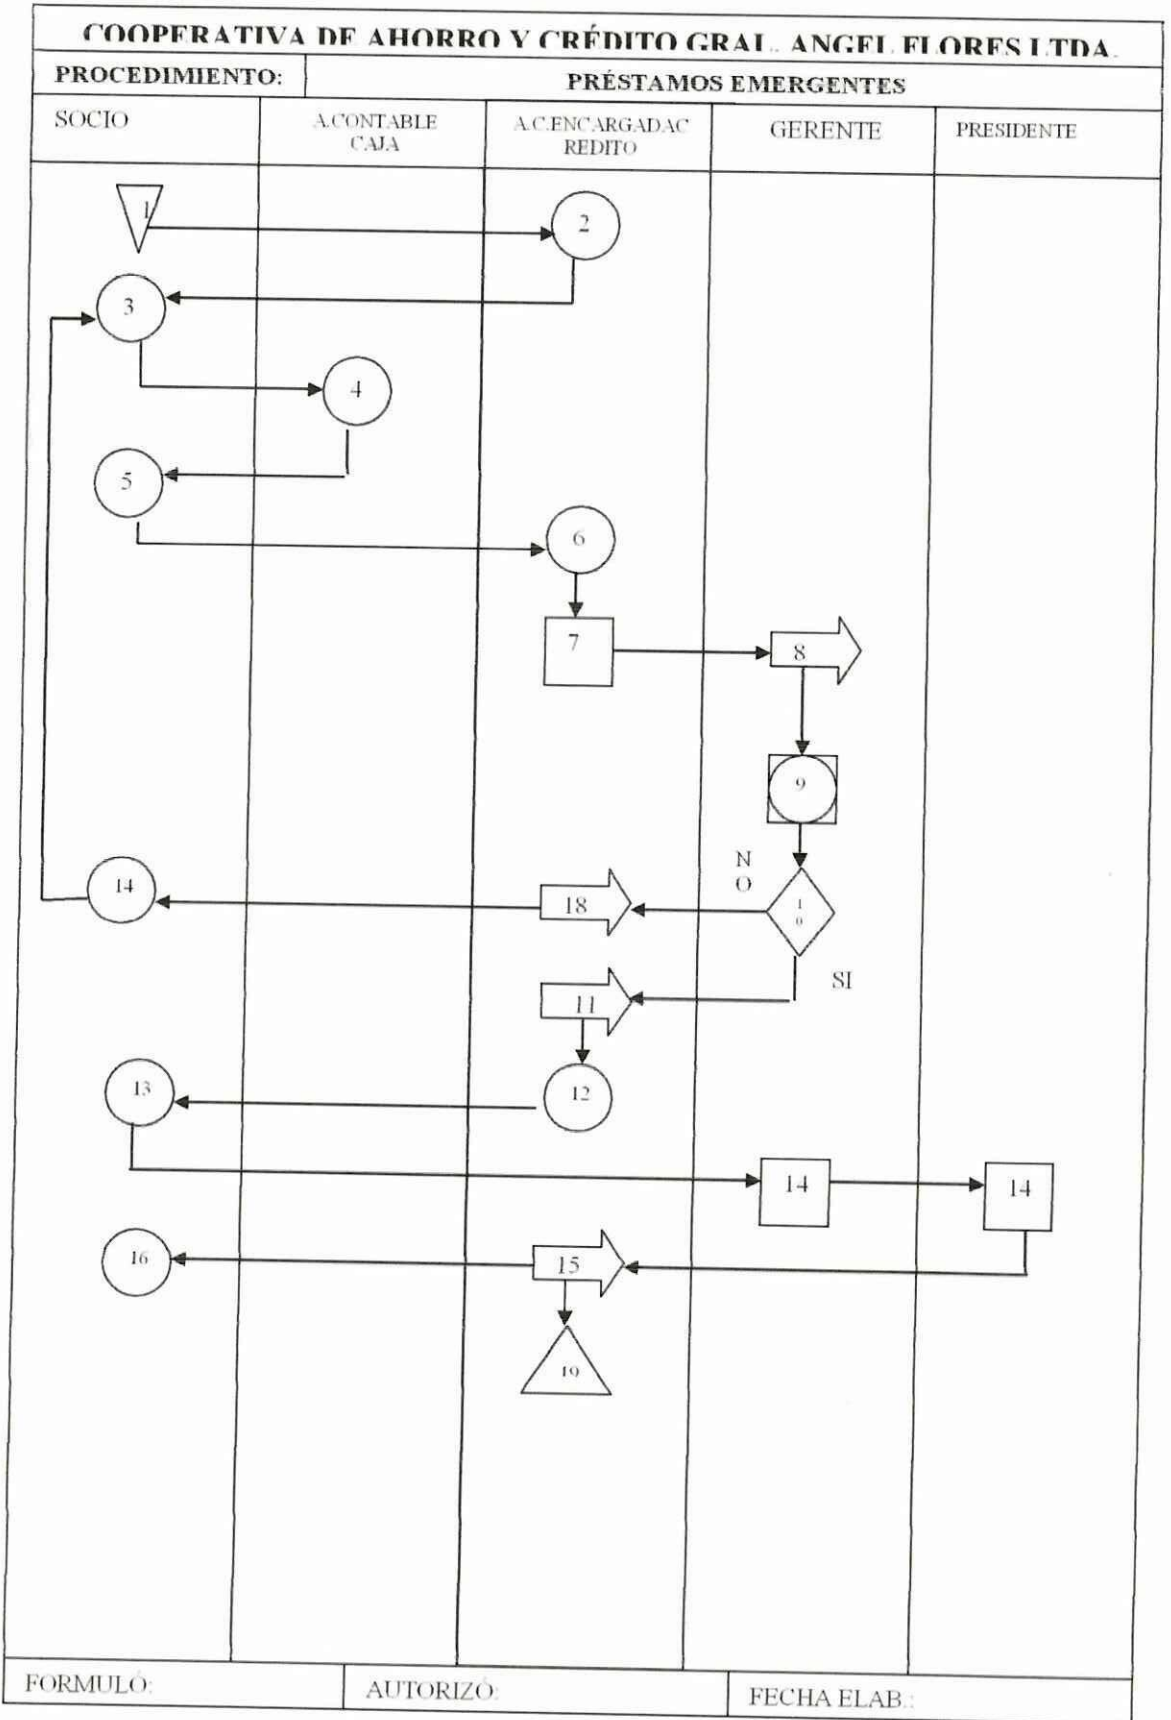 COOPERATIVA DE AHORRO Y CRÉDITO GRAL. ANGEL FLORES LTDA.
PROCEDIMIENTO:
PRÉSTAMOS EMERGENTES
SOCIO
A.CONTABLE
CAJA
A.C.ENCARGADAC
REDITO
GERENTE
PRESIDENTE
1
2
3
4
5
6
7
8
9
N
O
1
0
14
18
SI
11
13
12
14
14
16
15
19
FORMULÓ:
AUTORIZÓ:
FECHA ELAB.: